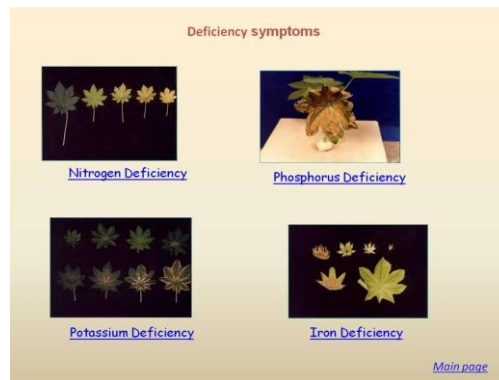 Deficiency symptoms
Nitrogen Deficiency
Phosphorus Deficiency
Potassium Deficiency
Iron Deficiency
Main page